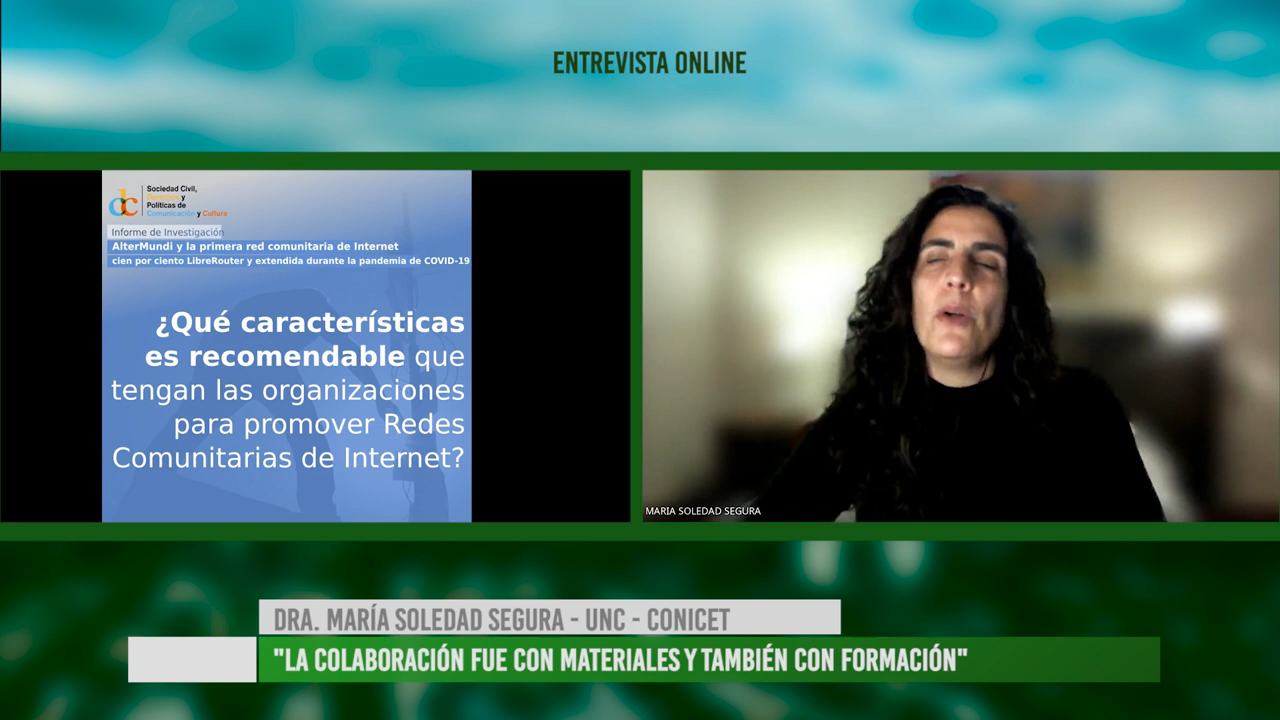 ENTREVISTA ONLINE
dc
Sociedad Civil,
Derechos y
Políticas de
Comunicación y Cultura
Informe de Investigación
AlterMundi y la primera red comunitaria de Internet
cien por ciento LibreRouter y extendida durante la pandemia de COVID-19
¿Qué características
es recomendable que
tengan las organizaciones
para promover Redes
Comunitarias de Internet?
MARIA SOLEDAD SEGURA
DRA. MARÍA SOLEDAD SEGURA - UNC - CONICET
"LA COLABORACIÓN FUE CON MATERIALES Y TAMBIÉN CON FORMACIÓN"